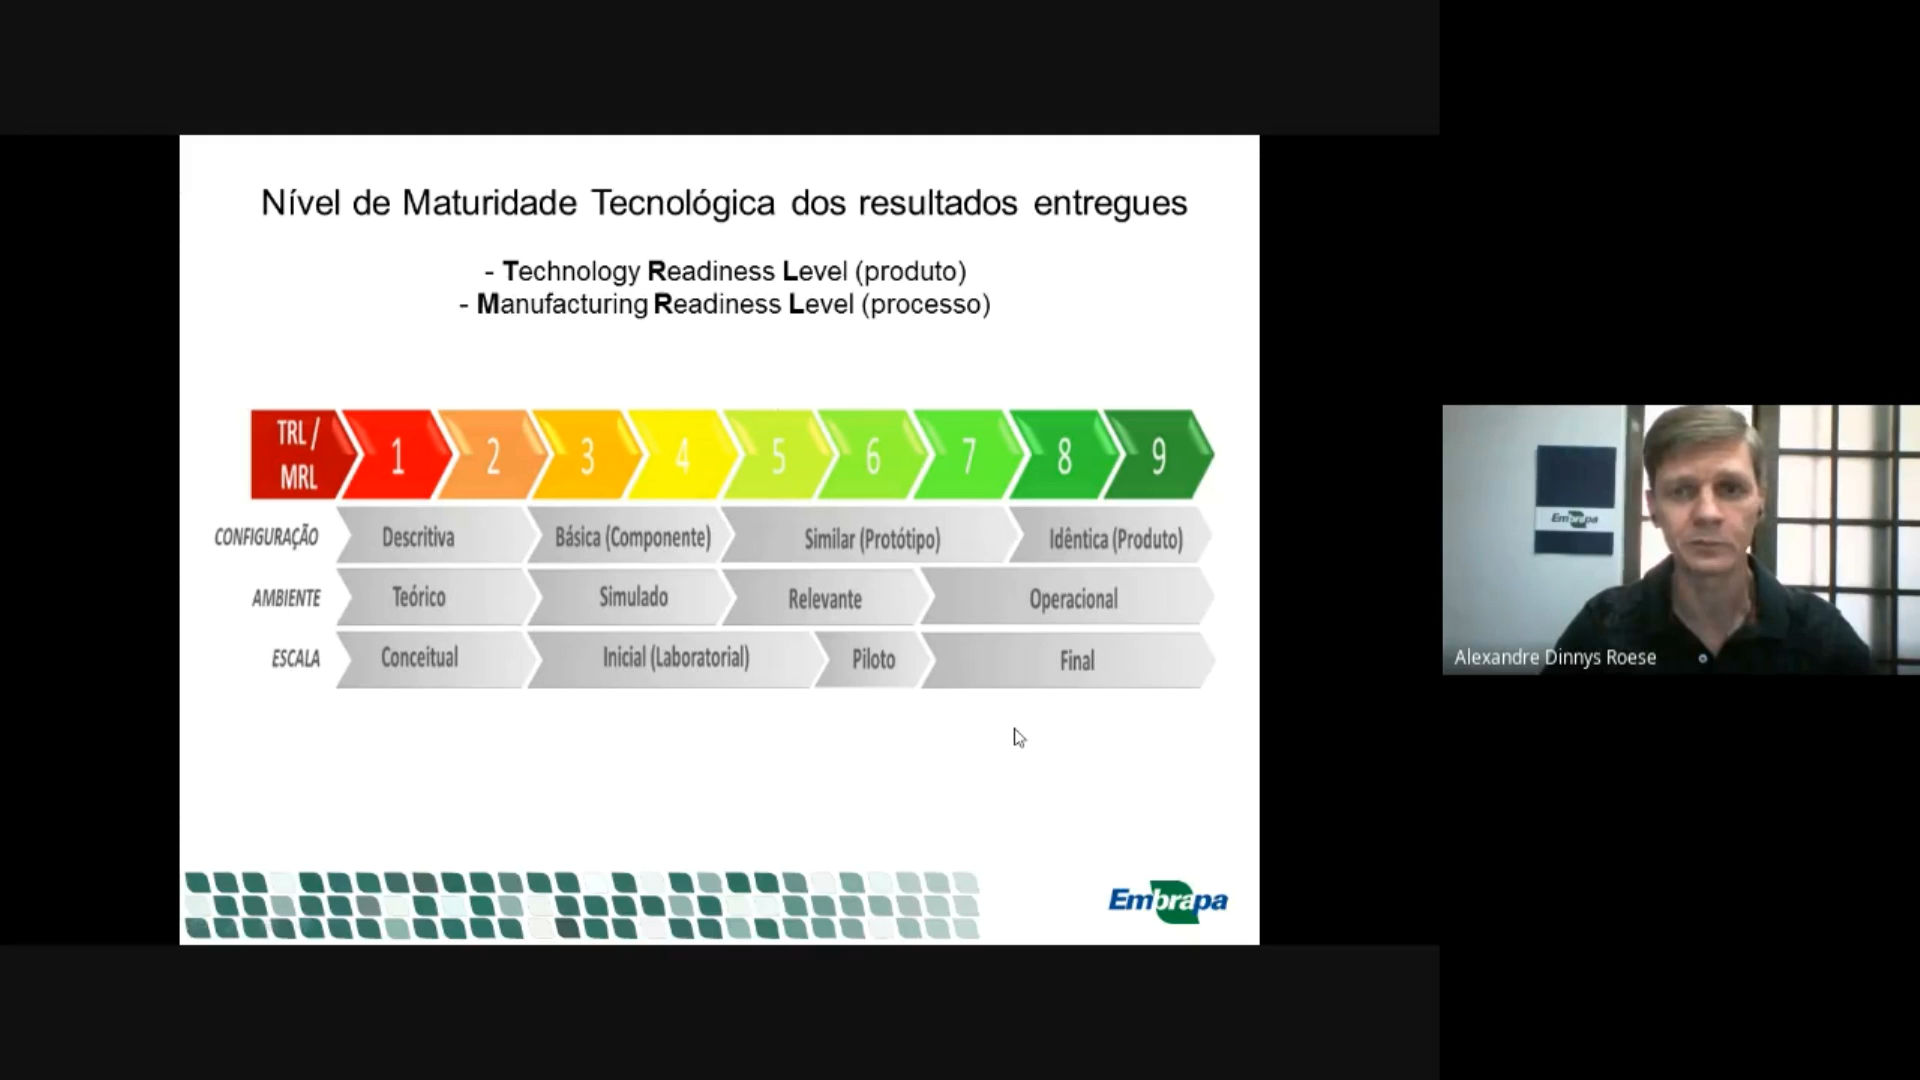 Nível de Maturidade Tecnológica dos resultados entregues
- Technology Readiness Level (produto)
- Manufacturing Readiness Level (processo)
TRL / MRL 1 2 3 4 5 6 7 8 9
CONFIGURAÇÃO Descritiva Básica (Componente) Similar (Protótipo) Idêntica (Produto)
AMBIENTE Teórico Simulado Relevante Operacional
ESCALA Conceitual Inicial (Laboratorial) Piloto Final
Embrapa
Embrapa
Alexandre Dinnys Roese